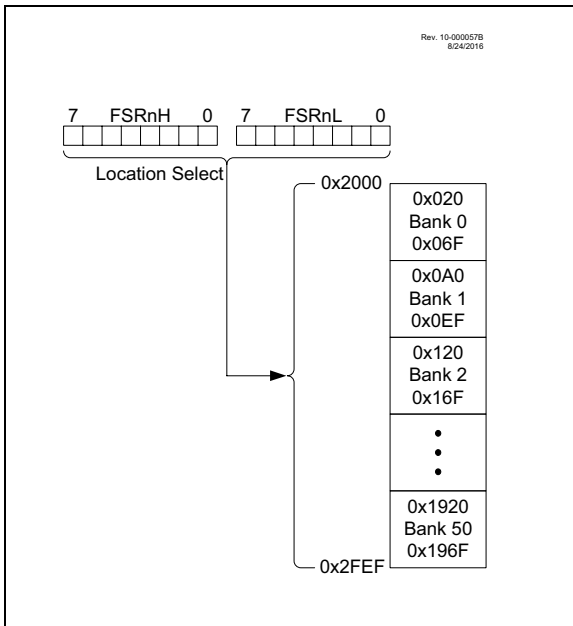 Rev. 10-000057B
8/24/2016
7 FSRnH 0 7 FSRnL 0
Location Select
0x2000
0x020
Bank 0
0x06F
0x0A0
Bank 1
0x0EF
0x120
Bank 2
0x16F
0x1920
Bank 50
0x196F
0x2FEF